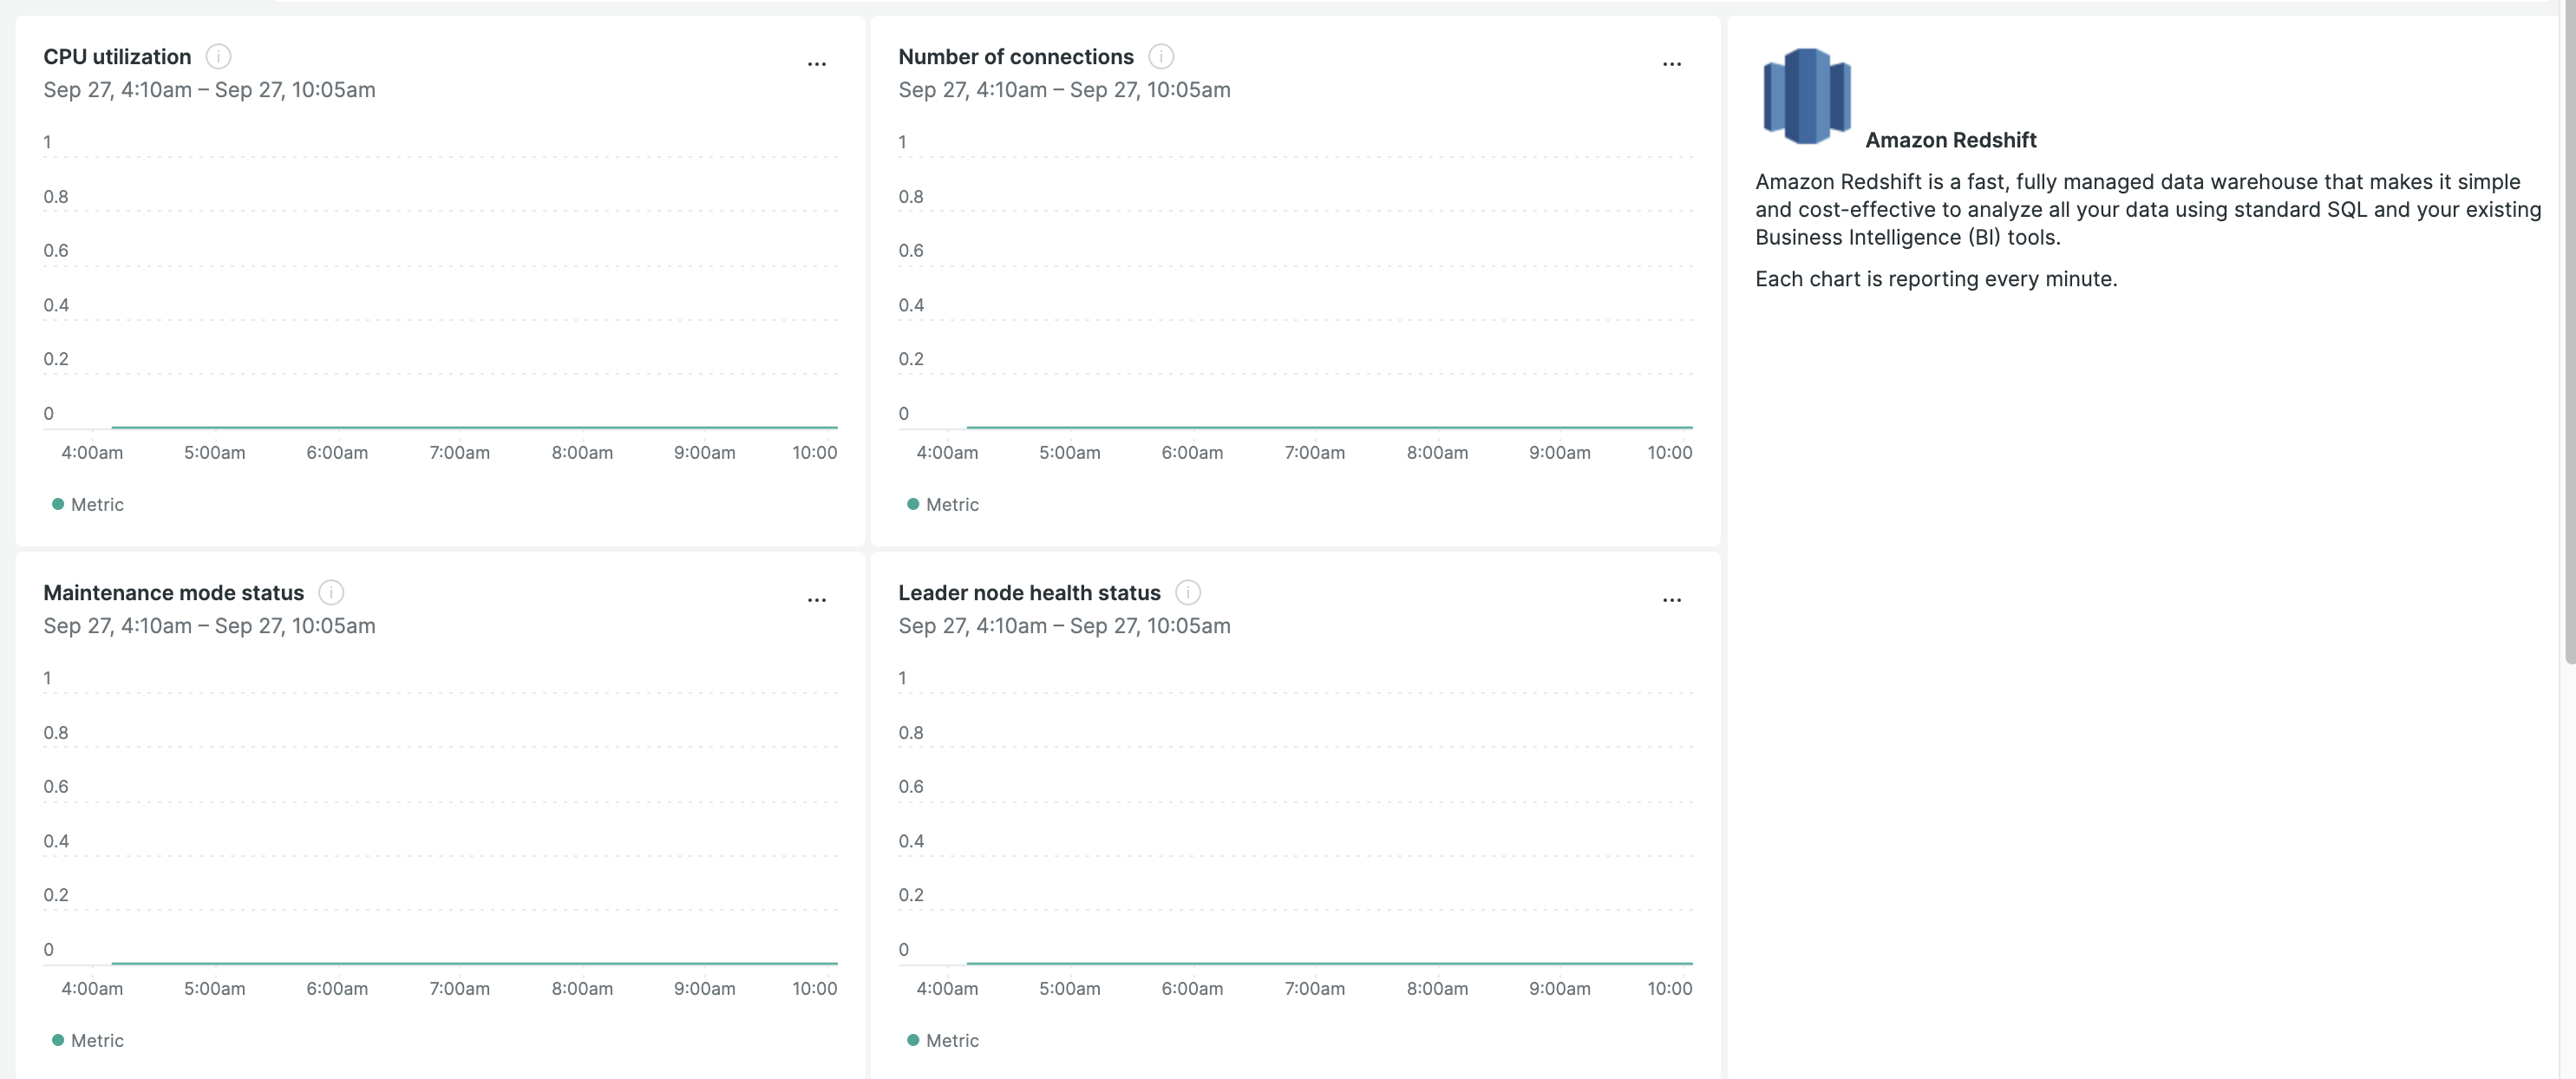 CPU utilization
Sep 27, 4:10am – Sep 27, 10:05am
...
1
0.8
0.6
0.4
0.2
0
4:00am 5:00am 6:00am 7:00am 8:00am 9:00am 10:00
Metric
Number of connections
Sep 27, 4:10am – Sep 27, 10:05am
...
1
0.8
0.6
0.4
0.2
0
4:00am 5:00am 6:00am 7:00am 8:00am 9:00am 10:00
Metric
Amazon Redshift
Amazon Redshift is a fast, fully managed data warehouse that makes it simple
and cost-effective to analyze all your data using standard SQL and your existing
Business Intelligence (BI) tools.
Each chart is reporting every minute.
Maintenance mode status
Sep 27, 4:10am – Sep 27, 10:05am
...
1
0.8
0.6
0.4
0.2
0
4:00am 5:00am 6:00am 7:00am 8:00am 9:00am 10:00
Metric
Leader node health status
Sep 27, 4:10am – Sep 27, 10:05am
...
1
0.8
0.6
0.4
0.2
0
4:00am 5:00am 6:00am 7:00am 8:00am 9:00am 10:00
Metric